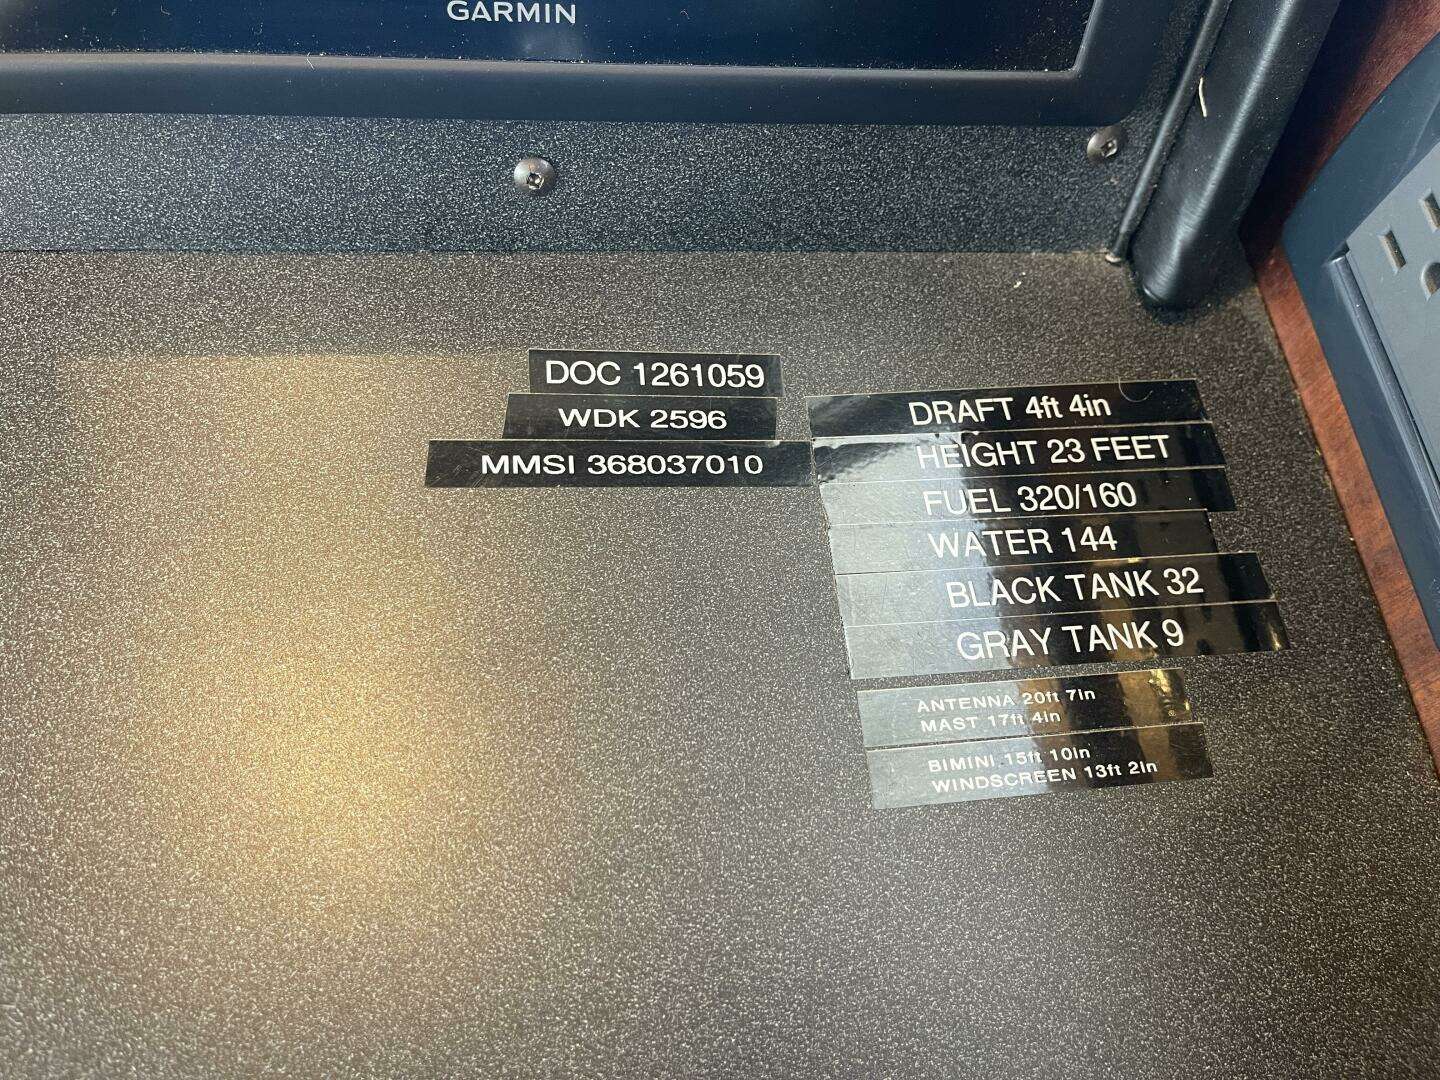 GARMIN
DOC 1261059
WDK 2596
MMSI 368037010
DRAFT 4ft 4in
HEIGHT 23 FEET
FUEL 320/160
WATER 144
BLACK TANK 32
GRAY TANK 9
ANTENNA 20ft 7in
MAST 17ft 4in
BIMINI 15ft 10in
WINDSCREEN 13ft 2in